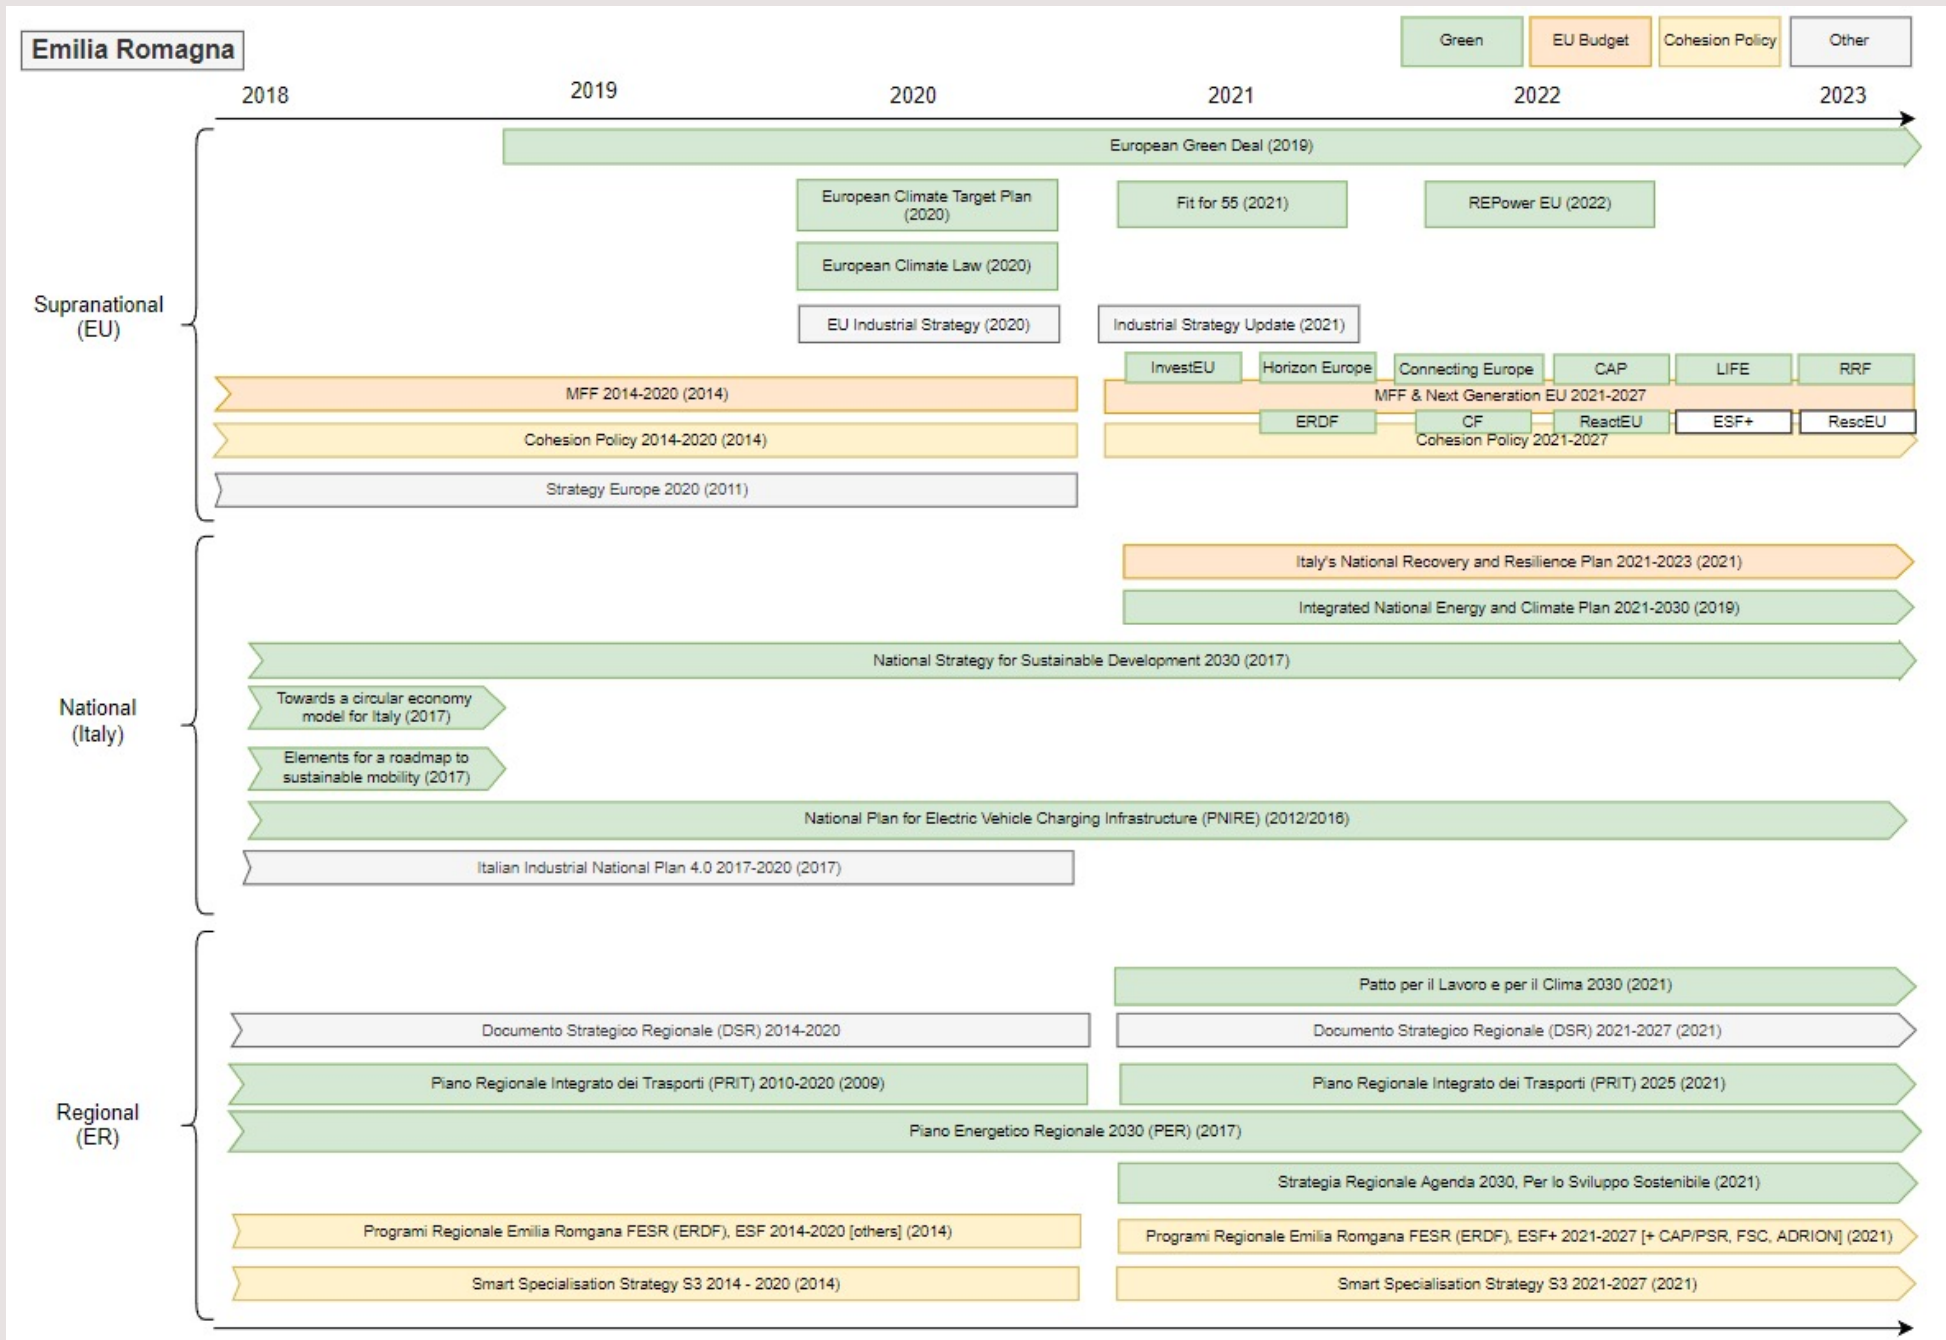 Emilia Romagna
Green
EU Budget
Cohesion Policy
Other
2018
2019
2020
2021
2022
2023
Supranational
(EU)
European Green Deal (2019)
European Climate Target Plan
(2020)
Fit for 55 (2021)
REPower EU (2022)
European Climate Law (2020)
EU Industrial Strategy (2020)
Industrial Strategy Update (2021)
InvestEU
Horizon Europe
Connecting Europe
CAP
LIFE
RRF
MFF 2014-2020 (2014)
MFF & Next Generation EU 2021-2027
ERDF
CF
ReactEU
ESF+
RescEU
Cohesion Policy 2014-2020 (2014)
Cohesion Policy 2021-2027
Strategy Europe 2020 (2011)
National
(Italy)
Italy's National Recovery and Resilience Plan 2021-2023 (2021)
Integrated National Energy and Climate Plan 2021-2030 (2019)
National Strategy for Sustainable Development 2030 (2017)
Towards a circular economy
model for Italy (2017)
Elements for a roadmap to
sustainable mobility (2017)
National Plan for Electric Vehicle Charging Infrastructure (PNIRE) (2012/2016)
Italian Industrial National Plan 4.0 2017-2020 (2017)
Regional
(ER)
Patto per il Lavoro e per il Clima 2030 (2021)
Documento Strategico Regionale (DSR) 2014-2020
Documento Strategico Regionale (DSR) 2021-2027 (2021)
Piano Regionale Integrato dei Trasporti (PRIT) 2010-2020 (2009)
Piano Regionale Integrato dei Trasporti (PRIT) 2025 (2021)
Piano Energetico Regionale 2030 (PER) (2017)
Strategia Regionale Agenda 2030, Per lo Sviluppo Sostenibile (2021)
Programi Regionale Emilia Romgana FESR (ERDF), ESF 2014-2020 [others] (2014)
Programi Regionale Emilia Romgana FESR (ERDF), ESF+ 2021-2027 [+ CAP/PSR, FSC, ADRION] (2021)
Smart Specialisation Strategy S3 2014 - 2020 (2014)
Smart Specialisation Strategy S3 2021-2027 (2021)